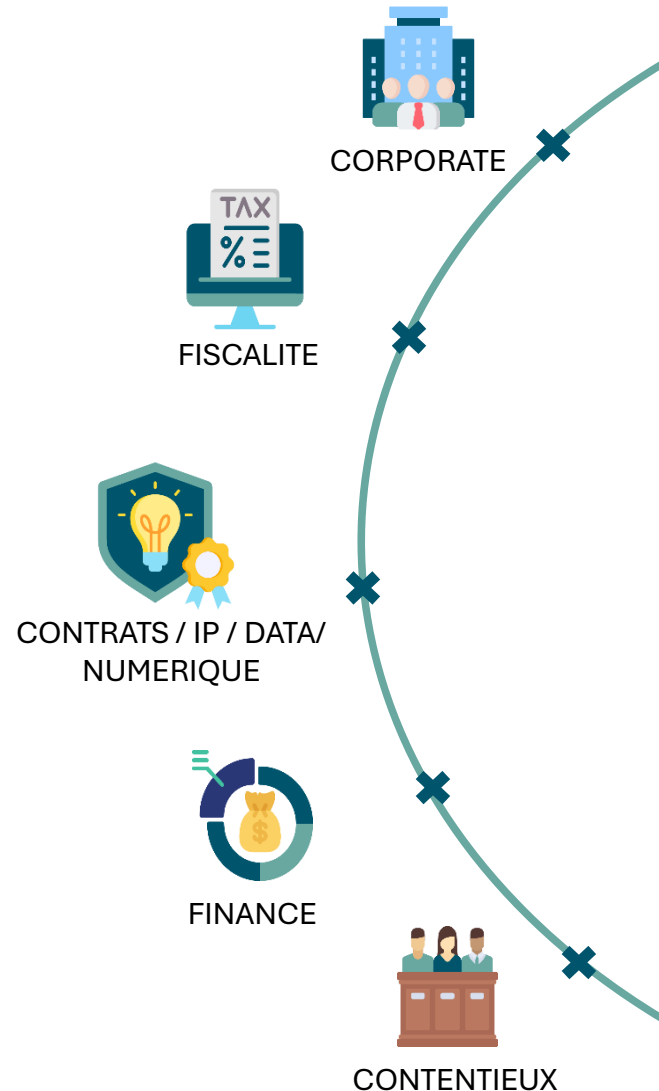 CORPORATE
TAX
%
FISCALITE
CONTRATS / IP / DATA/
NUMERIQUE
$
FINANCE
CONTENTIEUX